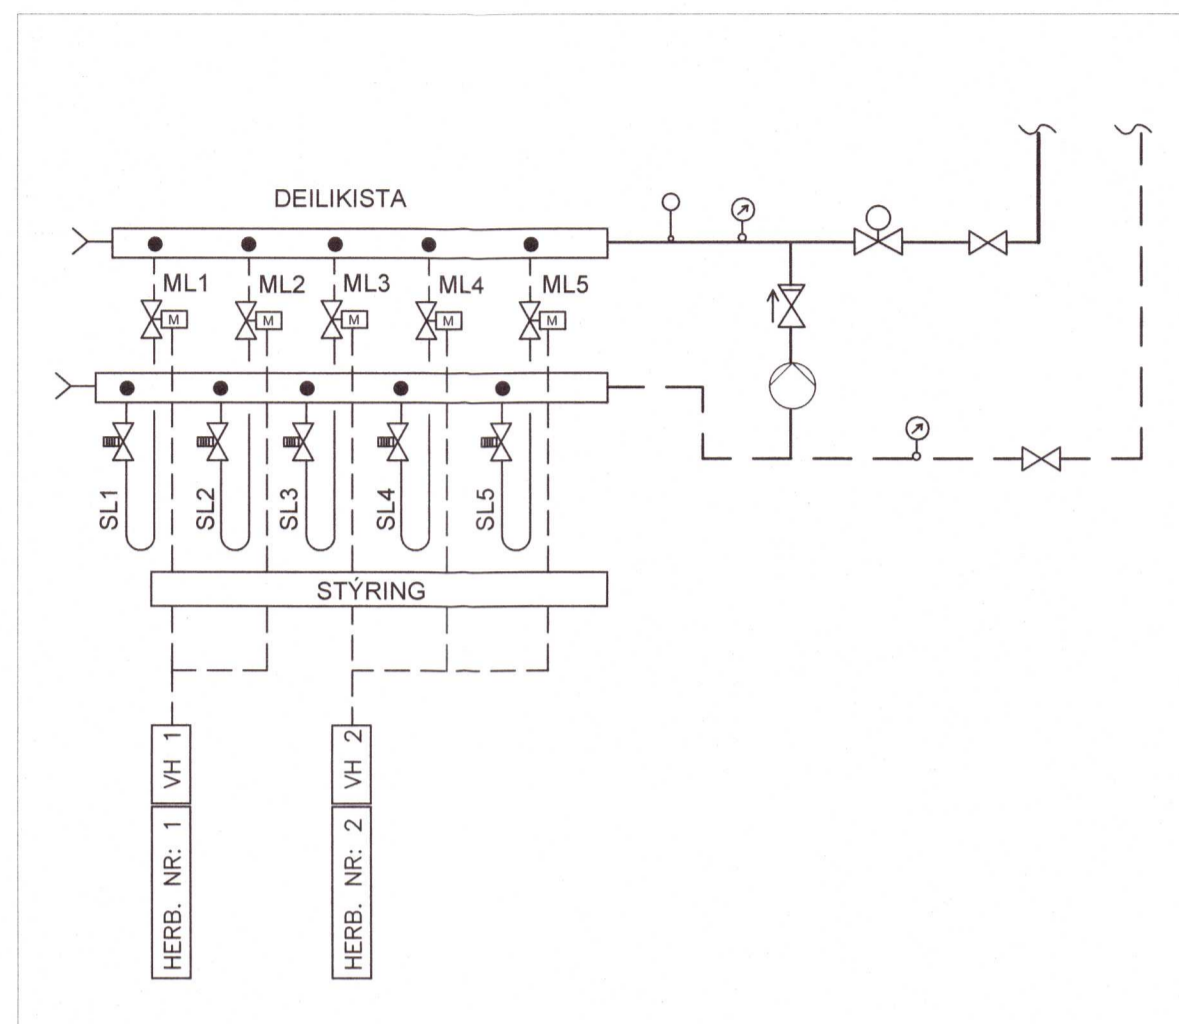 DEILIKISTA
ML1
ML2
ML3
ML4
ML5
M
M
M
M
M
SL1
SL2
SL3
SL4
SL5
STÝRING
VH 1
VH 2
HERB. NR: 1
HERB. NR: 2